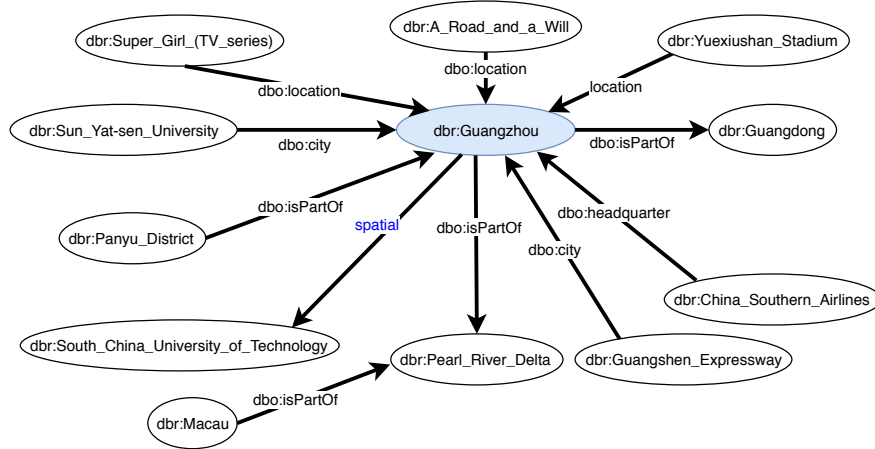 dbr:A_Road_and_a_Will
dbr:Super_Girl_(TV_series)
dbr:Yuexiushan_Stadium
dbo:location
dbo:location
location
dbr:Sun_Yat-sen_University
dbo:city
dbr:Guangzhou
dbo:isPartOf
dbr:Guangdong
dbo:isPartOf
dbo:headquarter
spatial
dbo:isPartOf
dbr:Panyu_District
dbo:city
dbr:China_Southern_Airlines
dbr:South_China_University_of_Technology
dbr:Pearl_River_Delta
dbr:Guangshen_Expressway
dbo:isPartOf
dbr:Macau